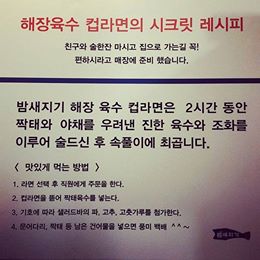 해장육수 컵라면의 시크릿 레시피
친구와 술한잔 마시고 집으로 가는길 꼭!
편하시라고 매장에 준비 했습니다.
밤새지기 해장 육수 컵라면은 2시간 동안
짝태와 야채를 우려낸 진한 육수와 조화를
이루어 술드신 후 속풀이에 최곱니다.
< 맛있게 먹는 방법 >
1. 라면 선택 후 직원에게 주문을 한다.
2. 컵라면을 뜯어 짝태육수를 넣는다.
3. 기호에 따라 샐러드바의 파, 고추, 고춧가루를 첨가한다.
4. 문어다리, 짝태 등 남은 건어물을 넣으면 풍미 백배 ^^~
밤새지기